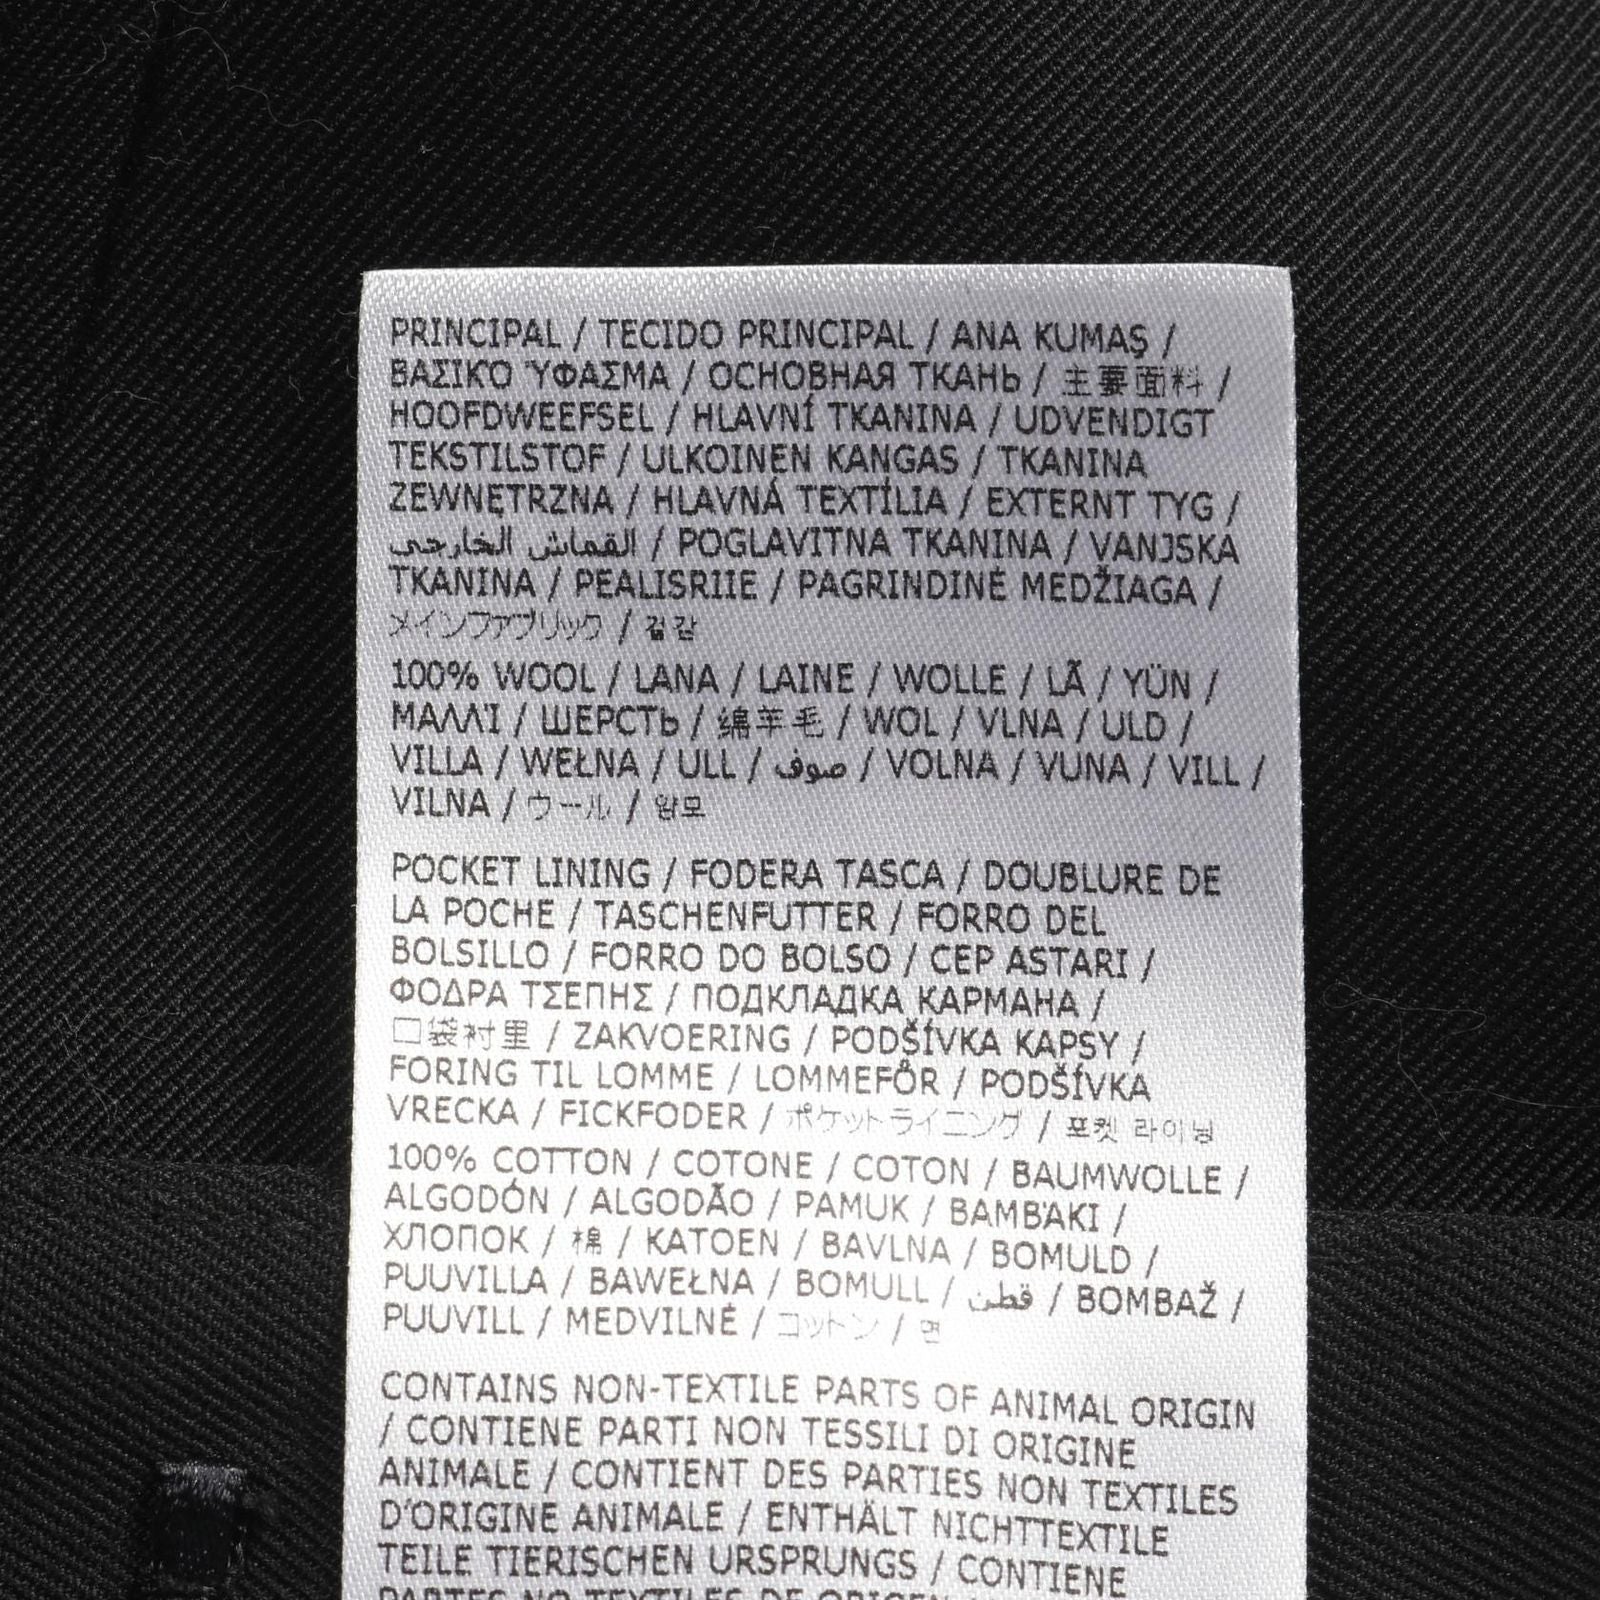 PRINCIPAL / TECIDO PRINCIPAL / ANA KUMAŞ /
ΒΑΣΙΚΌ ΎΦΑΣΜΑ / ОСНОВНАЯ ТКАНЬ / 主要面料 /
HOOFDWEEFSEL / HLAVNÍ TKANINA / UDVENDIGT
TEKSTILSTOF / ULKOINEN KANGAS / TKANINA
ZEWNĘTRZNA / HLAVNÁ TEXTÍLIA / EXTERNT TYG /
القماش الخارجي / POGLAVITNA TKANINA / VANJSKA
TKANINA / PEALISRIIE / PAGRINDINĖ MEDŽIAGA /
メインファブリック / 겉감
100% WOOL / LANA / LAINE / WOLLE / LÃ / YÜN /
ΜΑΛΛΊ / ШЕРСТЬ / 绵羊毛 / WOL / VLNA / ULD /
VILLA / WEŁNA / ULL / صوف / VOLNA / VUNA / VILL /
VILNA / ウール / 양모
POCKET LINING / FODERA TASCA / DOUBLURE DE
LA POCHE / TASCHENFUTTER / FORRO DEL
BOLSILLO / FORRO DO BOLSO / CEP ASTARI /
ΦΟΔΡΑ ΤΣΕΠΗΣ / ПОДКЛАДКА КАРМАНА /
口袋衬里 / ZAKVOERING / PODŠÍVKA KAPSY /
FORING TIL LOMME / LOMMEFÔR / PODŠÍVKA
VRECKA / FICKFODER / ポケットライニング / 포켓 라이닝
100% COTTON / COTONE / COTON / BAUMWOLLE /
ALGODÓN / ALGODÃO / PAMUK / ΒΑΜΒΆΚΙ /
ХЛОПОК / 棉 / KATOEN / BAVLNA / BOMULD /
PUUVILLA / BAWEŁNA / BOMULL / قطن / BOMBAŽ /
PUUVILL / MEDVILNĖ / コットン / 면
CONTAINS NON-TEXTILE PARTS OF ANIMAL ORIGIN
/ CONTIENE PARTI NON TESSILI DI ORIGINE
ANIMALE / CONTIENT DES PARTIES NON TEXTILES
D'ORIGINE ANIMALE / ENTHÄLT NICHTTEXTILE
TEILE TIERISCHEN URSPRUNGS / CONTIENE
PARTES NO TEXTILES DE ORIGEN